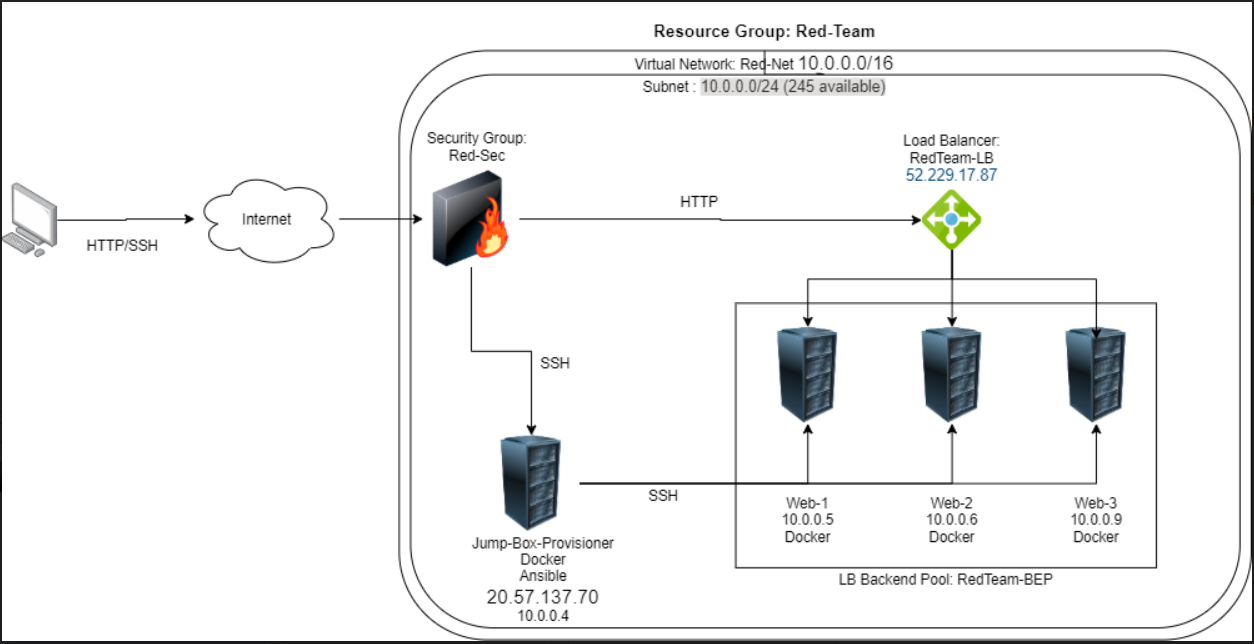 Resource Group: Red-Team
Virtual Network: Red-Net 10.0.0.0/16
Subnet : 10.0.0.0/24 (245 available)
Security Group:
Red-Sec
Load Balancer:
RedTeam-LB
52.229.17.87
HTTP
Internet
HTTP/SSH
SSH
SSH
Web-1
10.0.0.5
Docker
Web-2
10.0.0.6
Docker
Web-3
10.0.0.9
Docker
Jump-Box-Provisioner
Docker
Ansible
20.57.137.70
10.0.0.4
LB Backend Pool: RedTeam-BEP